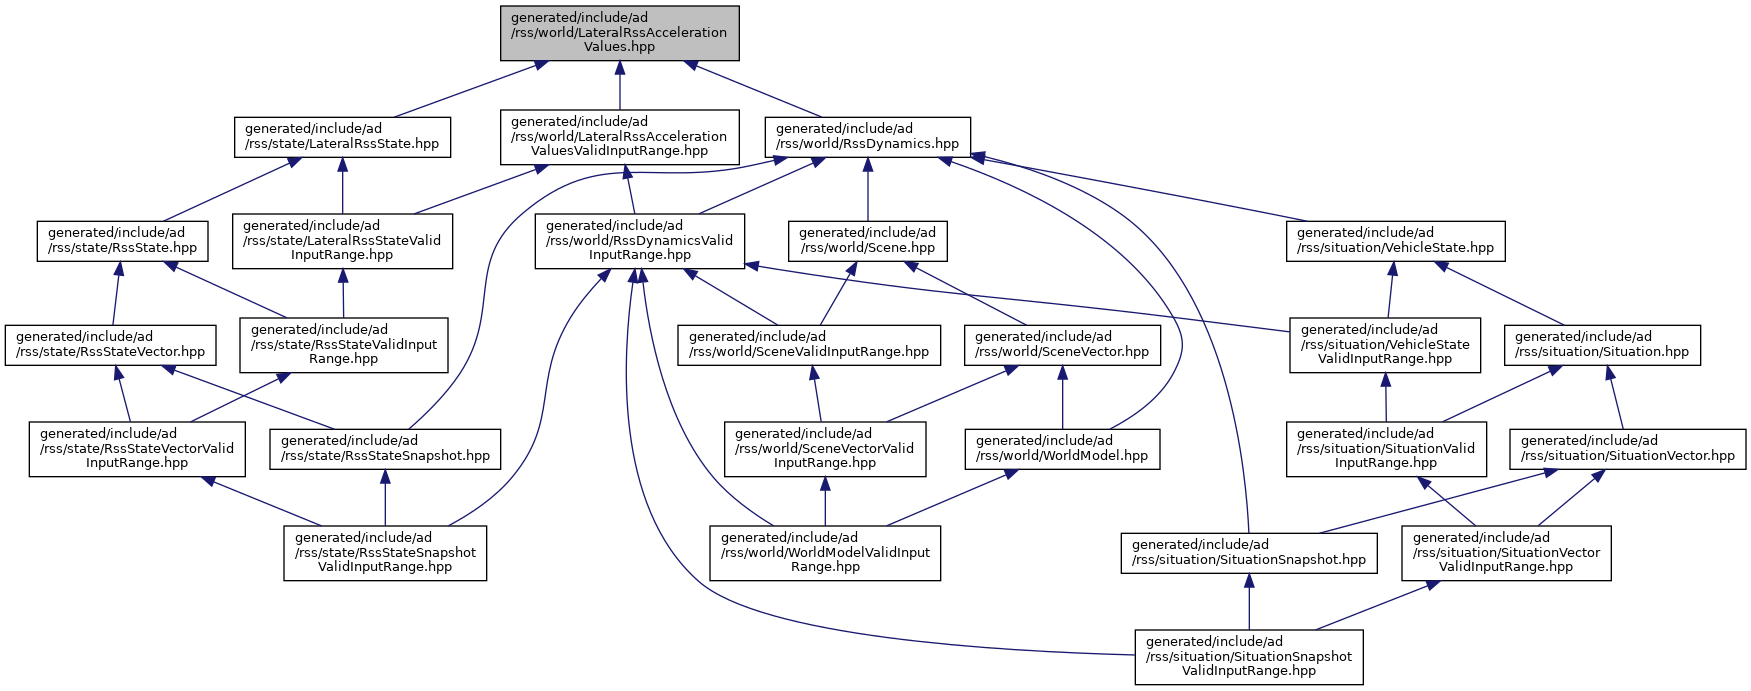 generated/include/ad
/rss/world/LateralRssAcceleration
Values.hpp
generated/include/ad
/rss/state/LateralRssState.hpp
generated/include/ad
/rss/world/LateralRssAcceleration
ValuesValidInputRange.hpp
generated/include/ad
/rss/world/RssDynamics.hpp
generated/include/ad
/rss/state/RssState.hpp
generated/include/ad
/rss/state/LateralRssStateValid
InputRange.hpp
generated/include/ad
/rss/world/RssDynamicsValid
InputRange.hpp
generated/include/ad
/rss/world/Scene.hpp
generated/include/ad
/rss/situation/VehicleState.hpp
generated/include/ad
/rss/state/RssStateVector.hpp
generated/include/ad
/rss/state/RssStateValidInput
Range.hpp
generated/include/ad
/rss/world/SceneValidInputRange.hpp
generated/include/ad
/rss/world/SceneVector.hpp
generated/include/ad
/rss/situation/VehicleState
ValidInputRange.hpp
generated/include/ad
/rss/situation/Situation.hpp
generated/include/ad
/rss/state/RssStateVectorValid
InputRange.hpp
generated/include/ad
/rss/state/RssStateSnapshot.hpp
generated/include/ad
/rss/world/SceneVectorValid
InputRange.hpp
generated/include/ad
/rss/world/WorldModel.hpp
generated/include/ad
/rss/situation/SituationValid
InputRange.hpp
generated/include/ad
/rss/situation/SituationVector.hpp
generated/include/ad
/rss/state/RssStateSnapshot
ValidInputRange.hpp
generated/include/ad
/rss/world/WorldModelValidInput
Range.hpp
generated/include/ad
/rss/situation/SituationSnapshot.hpp
generated/include/ad
/rss/situation/SituationVector
ValidInputRange.hpp
generated/include/ad
/rss/situation/SituationSnapshot
ValidInputRange.hpp